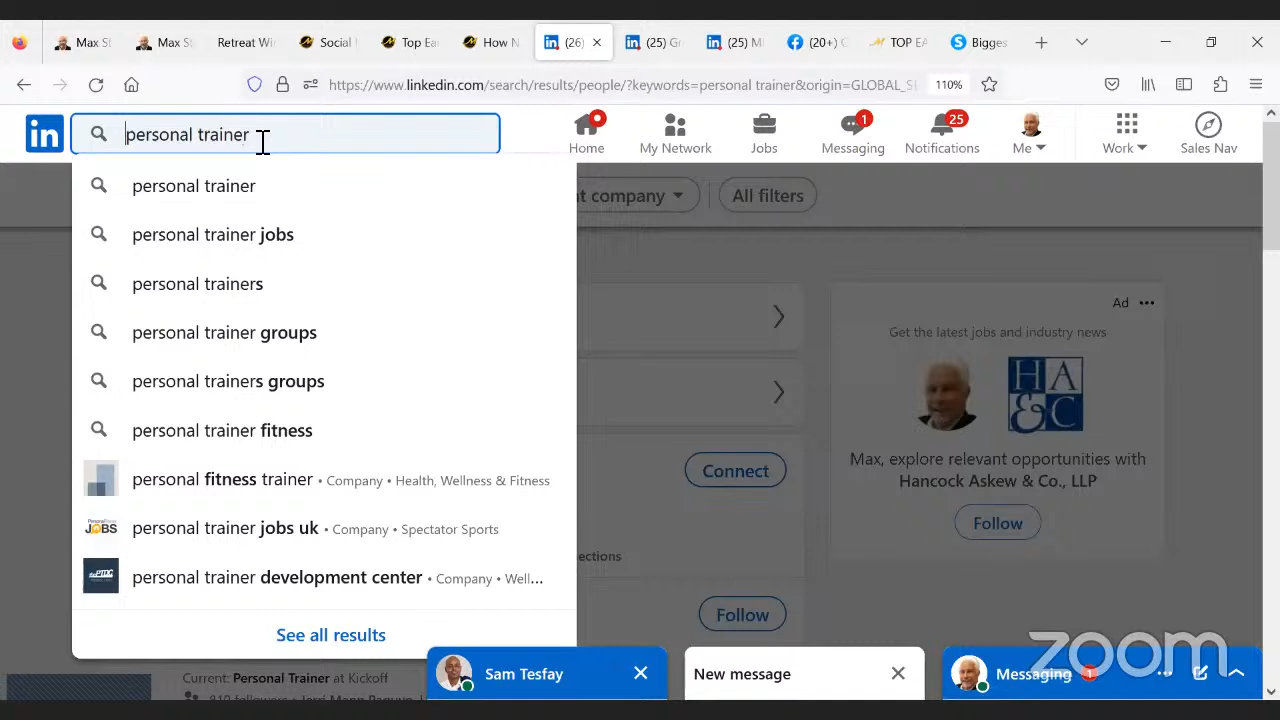 Max St
Max St
Retreat Wir
Social
Top Ear
How N
(26)
(25) Gr
(25) M
(20+) C
TOP EA
Bigges
https://www.linkedin.com/search/results/people/?keywords=personal trainer&origin=GLOBAL_S
110%
in
personal trainer
Home
My Network
Jobs
1
Messaging
25
Notifications
Me
Work
Sales Nav
personal trainer
t company
All filters
personal trainer jobs
personal trainers
personal trainer groups
personal trainers groups
personal trainer fitness
personal fitness trainer • Company • Health, Wellness & Fitness
personal trainer jobs uk • Company • Spectator Sports
personal trainer development center • Company • Well...
See all results
Ad
Get the latest jobs and industry news
H A
& C
Max, explore relevant opportunities with
Hancock Askew & Co., LLP
Follow
Connect
ections
Follow
Current: Personal Trainer at Kickoff
Sam Tesfay
New message
Messaging 1
zoom